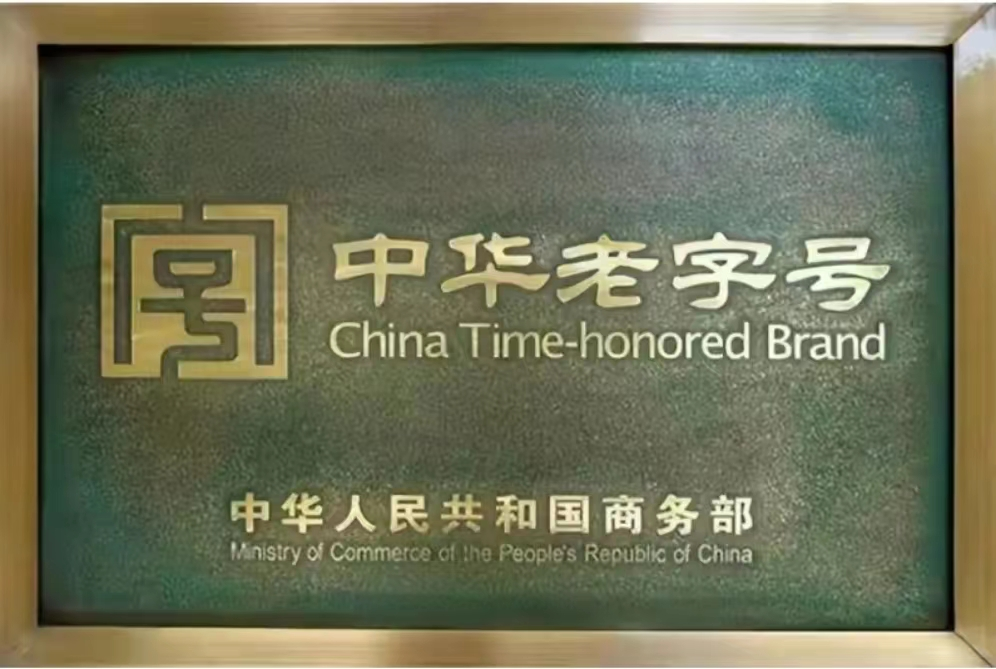 号
中华老字号
China Time-honored Brand
中华人民共和国商务部
Ministry of Commerce of the People's Republic of China